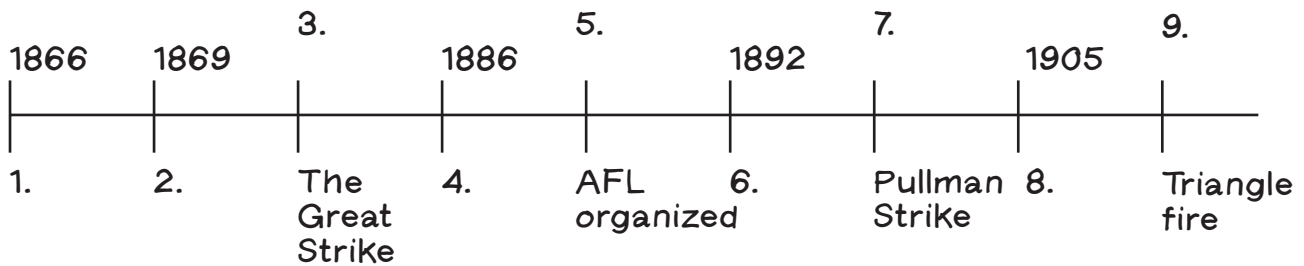 3. 5. 7. 9.
1866 1869 1886 1892 1905
1. 2. The 4. AFL 6. Pullman 8. Triangle
Great organized Strike fire
Strike